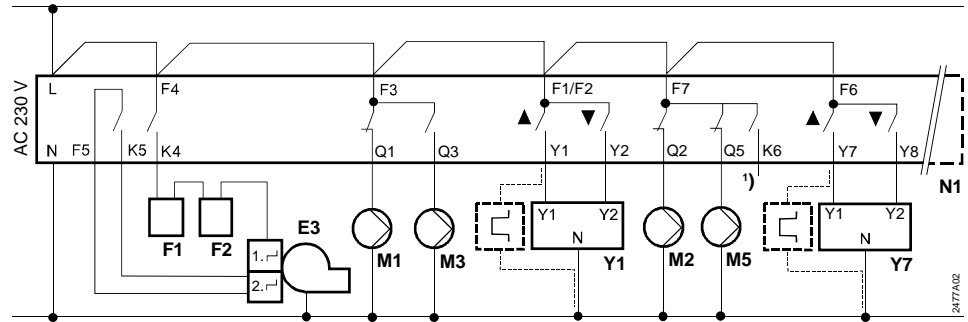 AC 230 V
L F4 F3 F1/F2 F7 F6
N F5 K5 K4 Q1 Q3 Y1 Y2 Q2 Q5 K6 Y7 Y8
¹)
N1
Y1 Y2 Y1 Y2
N N
F1 F2 E3 M1 M3 Y1 M2 M5 Y7
1.
2.
2477A02